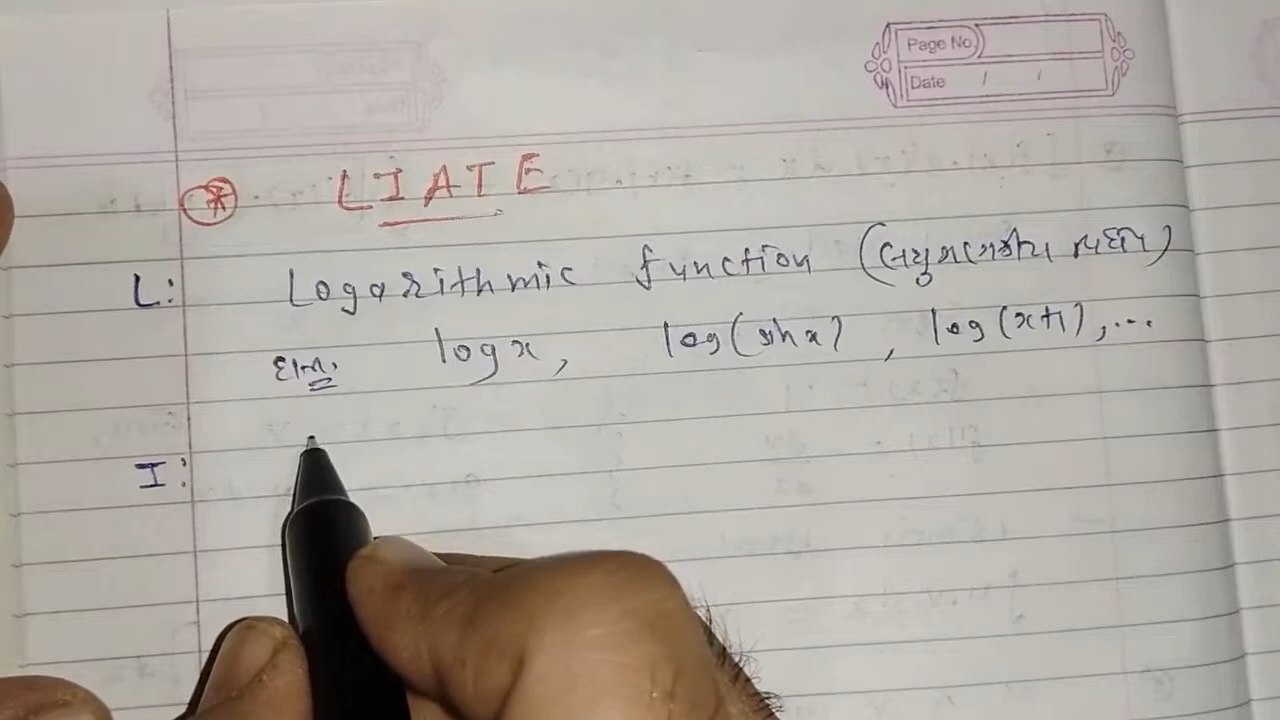 Page No.
Date / /
* LIATE
L: Logarithmic function (લઘુગણકીય
દા.ત. log x, log(sin x), log(x+1), ...
I: